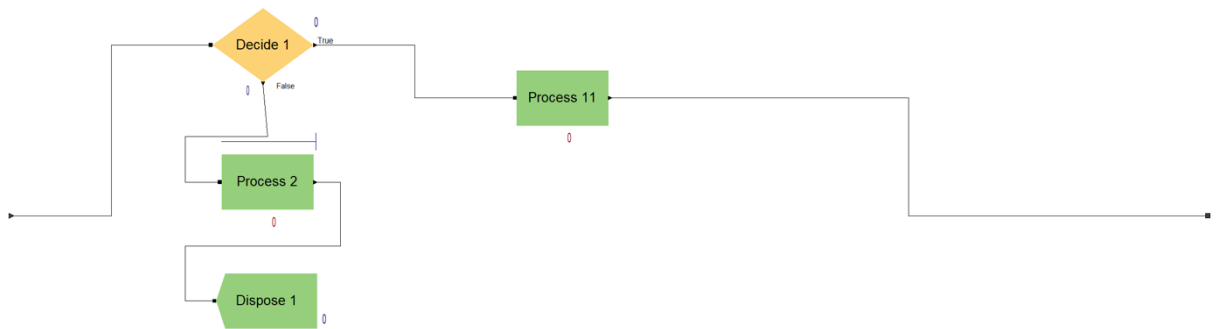 0
Decide 1
True
0
False
Process 11
0
Process 2
0
Dispose 1
0